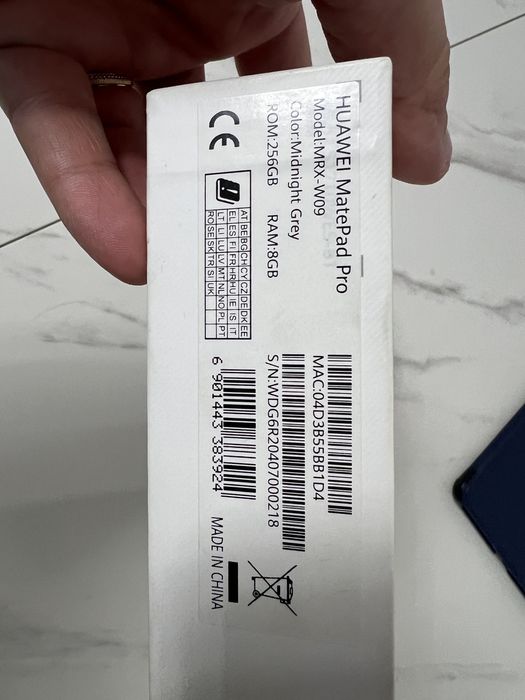 HUAWEI MatePad Pro
Model:MRX-W09
Color:Midnight Grey
ROM:256GB RAM:8GB
CE
AT BE BG CH CY CZ DE DK EE
EL ES FI FR HR HU IE IS IT
LT LI LU LV MT NL NO PL PT
RO SE SK TR SI UK
MAC:04D3B55BB1D4
S/N:WDG6R20407000218
6 901443 383924
MADE IN CHINA